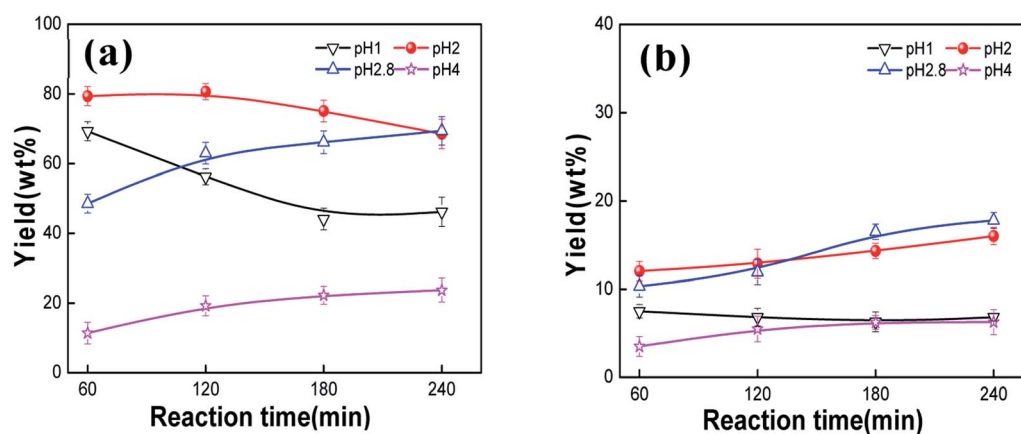 (a)
pH1 pH2
pH2.8 pH4
100
80
60
40
20
0
60 120 180 240
Yield(wt%)
Reaction time(min)
(b)
pH1 pH2
pH2.8 pH4
40
30
20
10
0
60 120 180 240
Yield(wt%)
Reaction time(min)